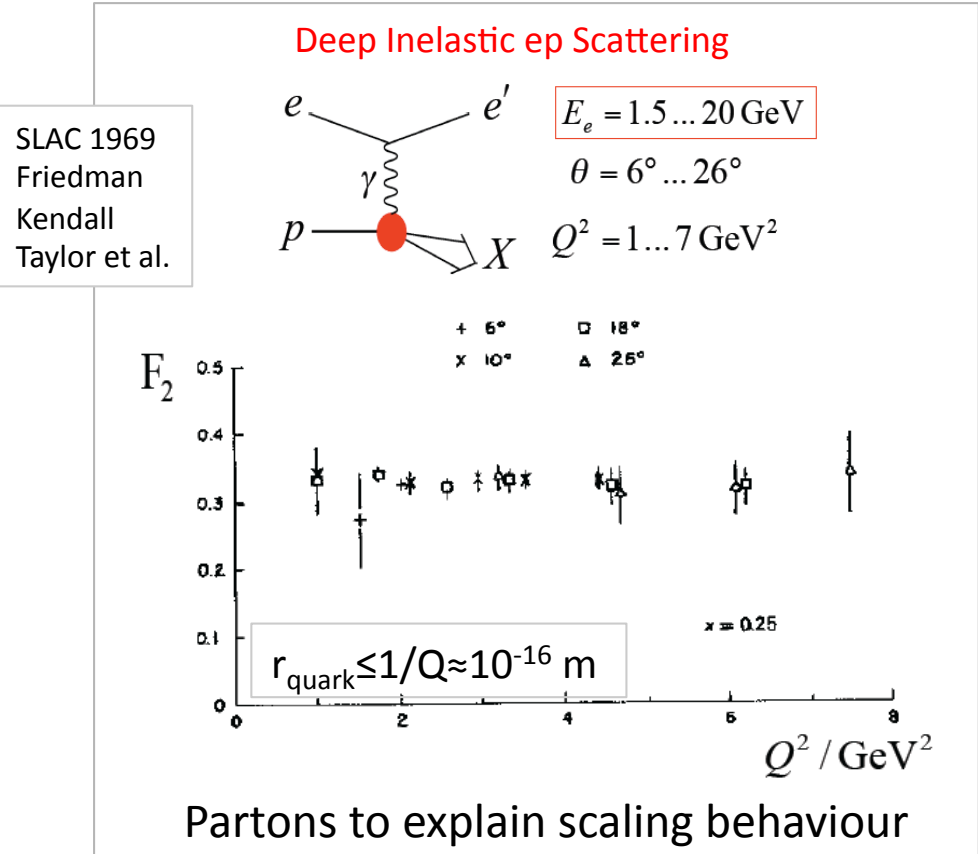 Deep Inelastic ep Scattering
SLAC 1969
Friedman
Kendall
Taylor et al.
e
e'
γ
p
X
E_e = 1.5 ... 20 GeV
θ = 6° ... 26°
Q² = 1 ... 7 GeV²
+ 6° □ 18°
x 10° △ 26°
F₂
0.5
0.4
0.3
0.2
0.1
0
x = 0.25
r_quark≤1/Q≈10⁻¹⁶ m
0 2 4 6 8
Q² / GeV²
Partons to explain scaling behaviour